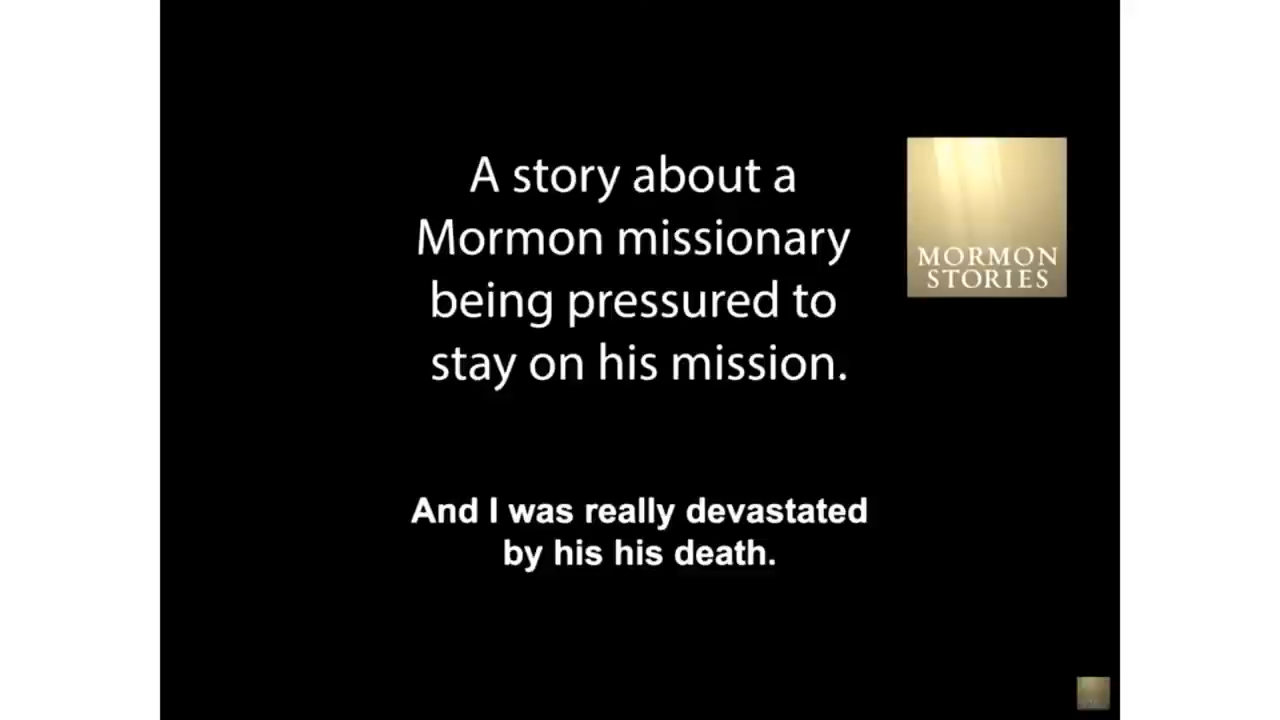 A story about a
Mormon missionary
being pressured to
stay on his mission.
MORMON
STORIES
And I was really devastated
by his his death.